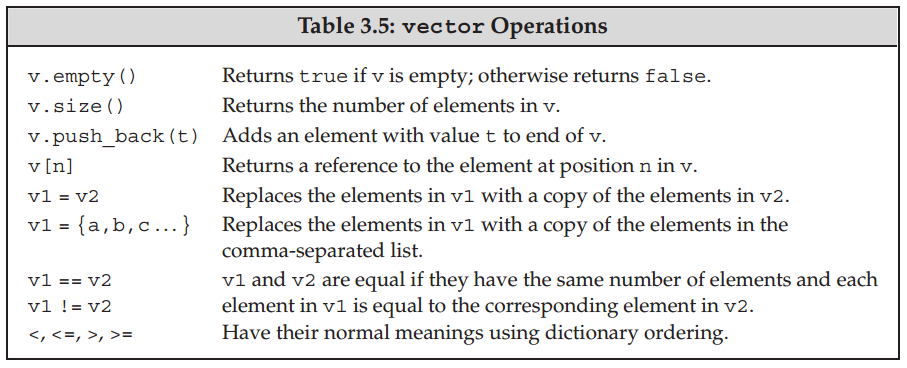 Table 3.5: vector Operations
v.empty() Returns true if v is empty; otherwise returns false.
v.size() Returns the number of elements in v.
v.push_back(t) Adds an element with value t to end of v.
v[n] Returns a reference to the element at position n in v.
v1 = v2 Replaces the elements in v1 with a copy of the elements in v2.
v1 = {a,b,c...} Replaces the elements in v1 with a copy of the elements in the
comma-separated list.
v1 == v2 v1 and v2 are equal if they have the same number of elements and each
v1 != v2 element in v1 is equal to the corresponding element in v2.
<, <=, >, >= Have their normal meanings using dictionary ordering.